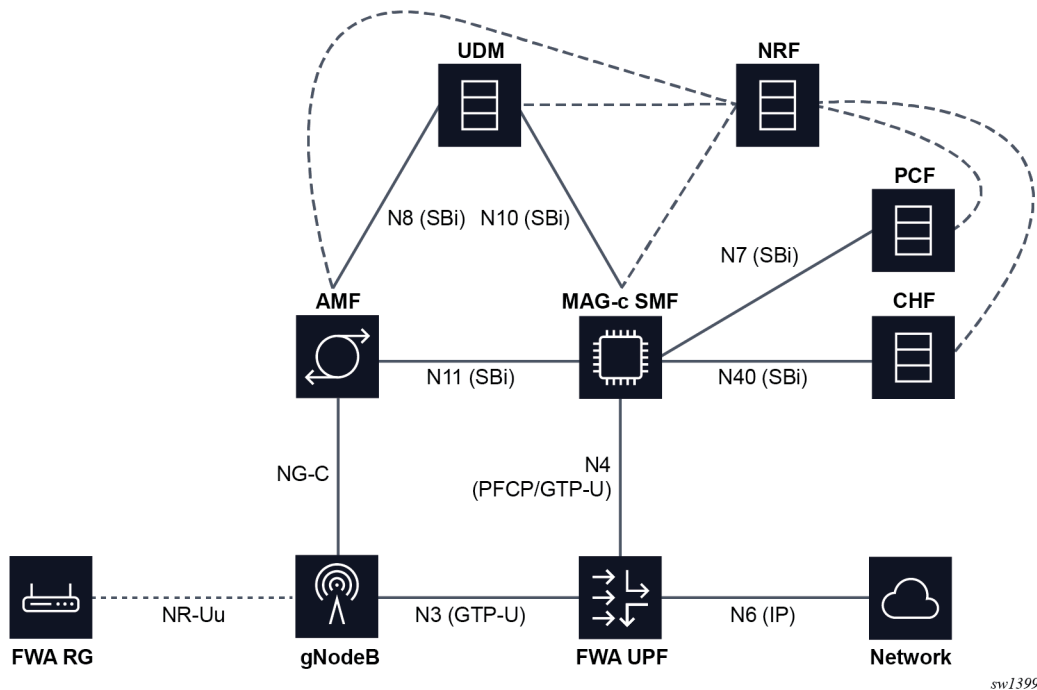 UDM
NRF
PCF
N8 (SBi)
N10 (SBi)
N7 (SBi)
AMF
MAG-c SMF
CHF
N11 (SBi)
N40 (SBi)
NG-C
N4
(PFCP/GTP-U)
NR-Uu
N3 (GTP-U)
N6 (IP)
FWA RG
gNodeB
FWA UPF
Network
sw1399